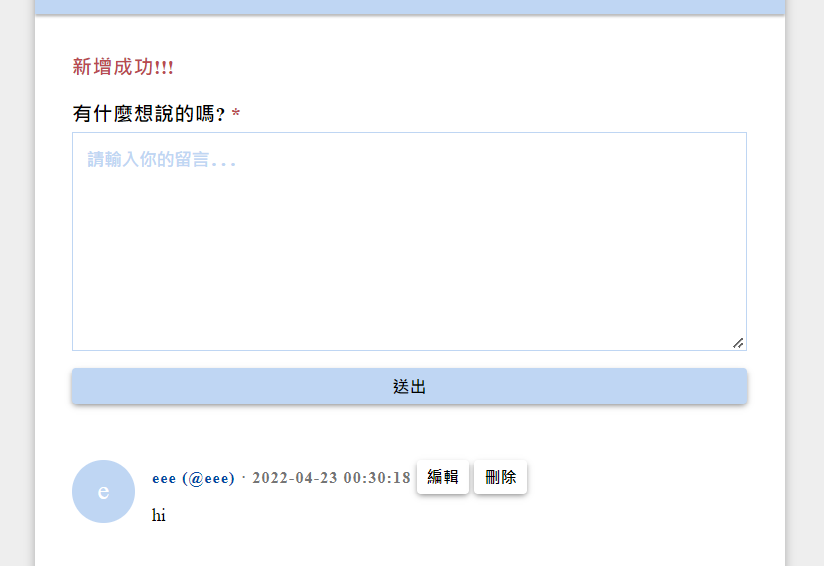 新增成功!!!
有什麼想說的嗎? *
請輸入你的留言...
送出
e
eee (@eee) · 2022-04-23 00:30:18 編輯 刪除
hi